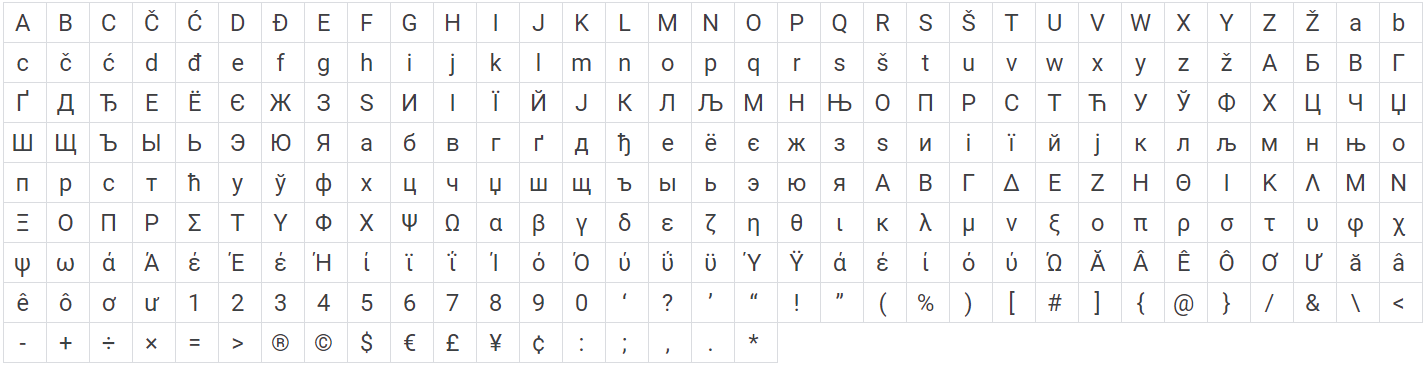 A B C Č Ć D Đ E F G H I J K L M N O P Q R S Š T U V W X Y Z Ž a b
c č ć d đ e f g h i j k l m n o p q r s š t u v w x y z ž А Б В Г
Ґ Д Ђ Е Ё Є Ж З Ѕ И І Ї Й Ј К Л Љ М Н Њ О П Р С Т Ћ У Ў Ф Х Ц Ч Џ
Ш Щ Ъ Ы Ь Э Ю Я а б в г ґ д ђ е ё є ж з ѕ и і ї й ј к л љ м н њ о
п р с т ћ у ў ф х ц ч џ ш щ ъ ы ь э ю я Α Β Γ Δ Ε Ζ Η Θ Ι Κ Λ Μ Ν
Ξ Ο Π Ρ Σ Τ Υ Φ Χ Ψ Ω α β γ δ ε ζ η θ ι κ λ μ ν ξ ο π ρ σ τ υ φ χ
ψ ω ά Ά έ Έ έ Ή ί ϊ ΐ Ί ό Ό ύ ΰ ϋ Ύ Ϋ ά έ ί ό ύ Ώ Ă Â Ê Ô Ơ Ư ă â
ê ô ơ ư 1 2 3 4 5 6 7 8 9 0 ‘ ? ’ “ ! ” ( % ) [ # ] { @ } / & \ <
- + ÷ × = > ® © $ € £ ¥ ¢ : ; , . *